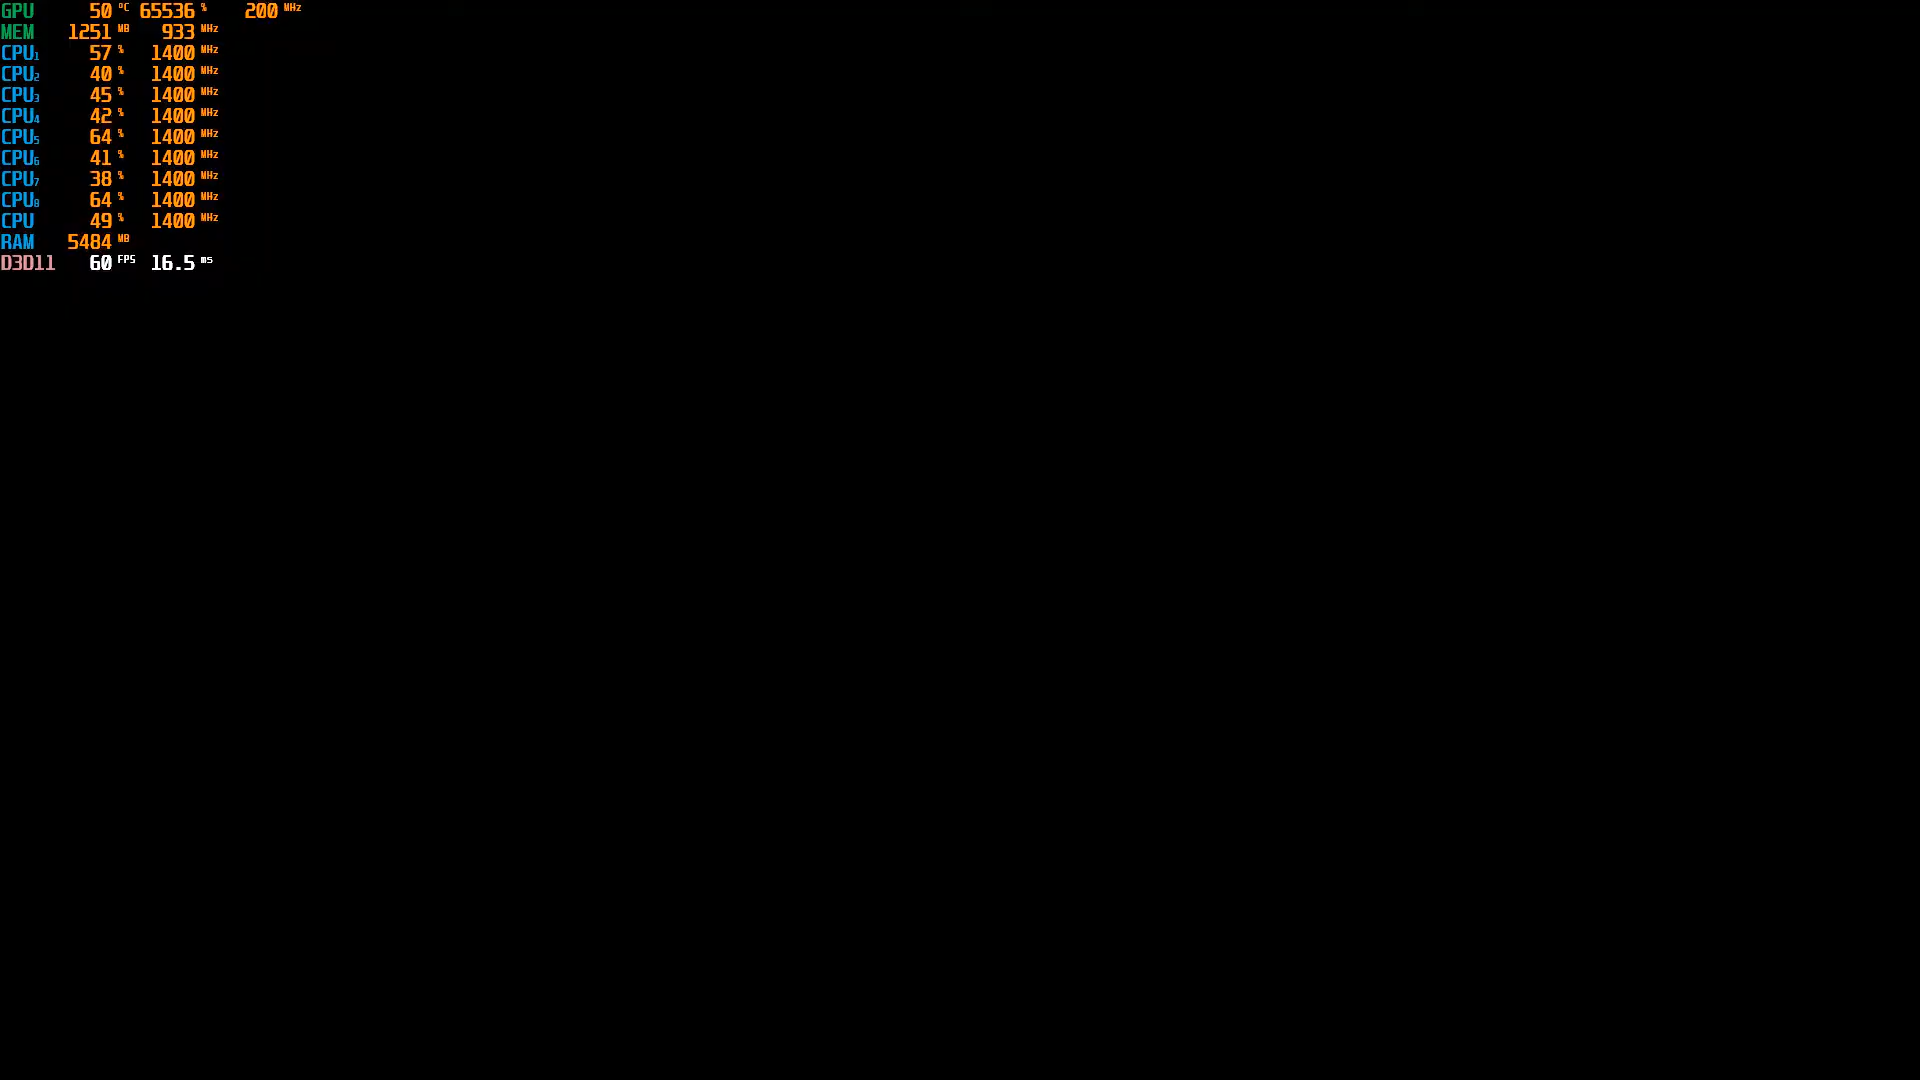 GPU 50 °C 65536 % 200 MHz
MEM 1251 MB 933 MHz
CPU1 57 % 1400 MHz
CPU2 40 % 1400 MHz
CPU3 45 % 1400 MHz
CPU4 42 % 1400 MHz
CPU5 64 % 1400 MHz
CPU6 41 % 1400 MHz
CPU7 38 % 1400 MHz
CPU8 64 % 1400 MHz
CPU 49 % 1400 MHz
RAM 5484 MB
D3D11 60 FPS 16.5 ms